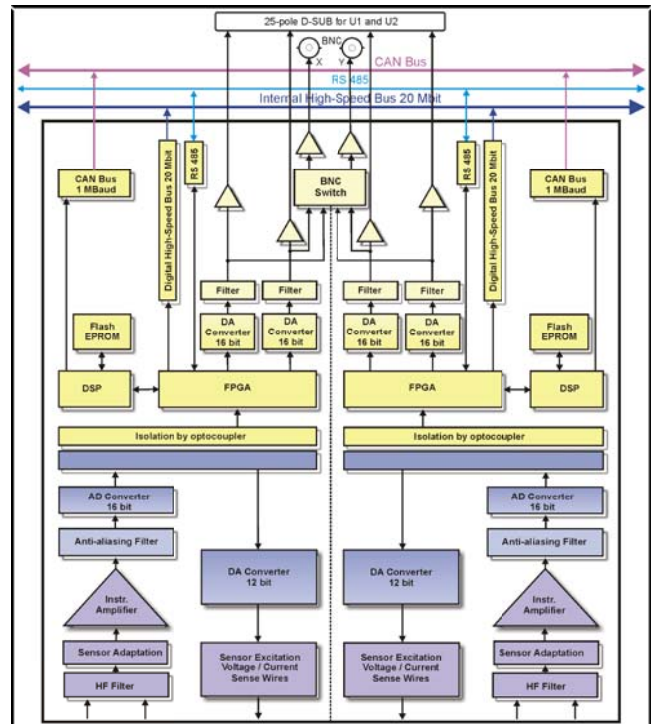 25-pole D-SUB for U1 and U2
BNC
X
Y
CAN Bus
RS 485
Internal High-Speed Bus 20 Mbit
CAN Bus
1 MBaud
Digital High-Speed Bus 20 Mbit
RS 485
BNC
Switch
RS 485
Digital High-Speed Bus 20 Mbit
CAN Bus
1 MBaud
Filter
Filter
Filter
Filter
DA
Converter
16 bit
DA
Converter
16 bit
DA
Converter
16 bit
DA
Converter
16 bit
Flash
EPROM
Flash
EPROM
DSP
FPGA
FPGA
DSP
Isolation by optocoupler
Isolation by optocoupler
AD Converter
16 bit
AD Converter
16 bit
Anti-aliasing Filter
Anti-aliasing Filter
DA Converter
12 bit
DA Converter
12 bit
Instr.
Amplifier
Instr.
Amplifier
Sensor Adaptation
Sensor Excitation
Voltage / Current
Sense Wires
Sensor Excitation
Voltage / Current
Sense Wires
Sensor Adaptation
HF Filter
HF Filter